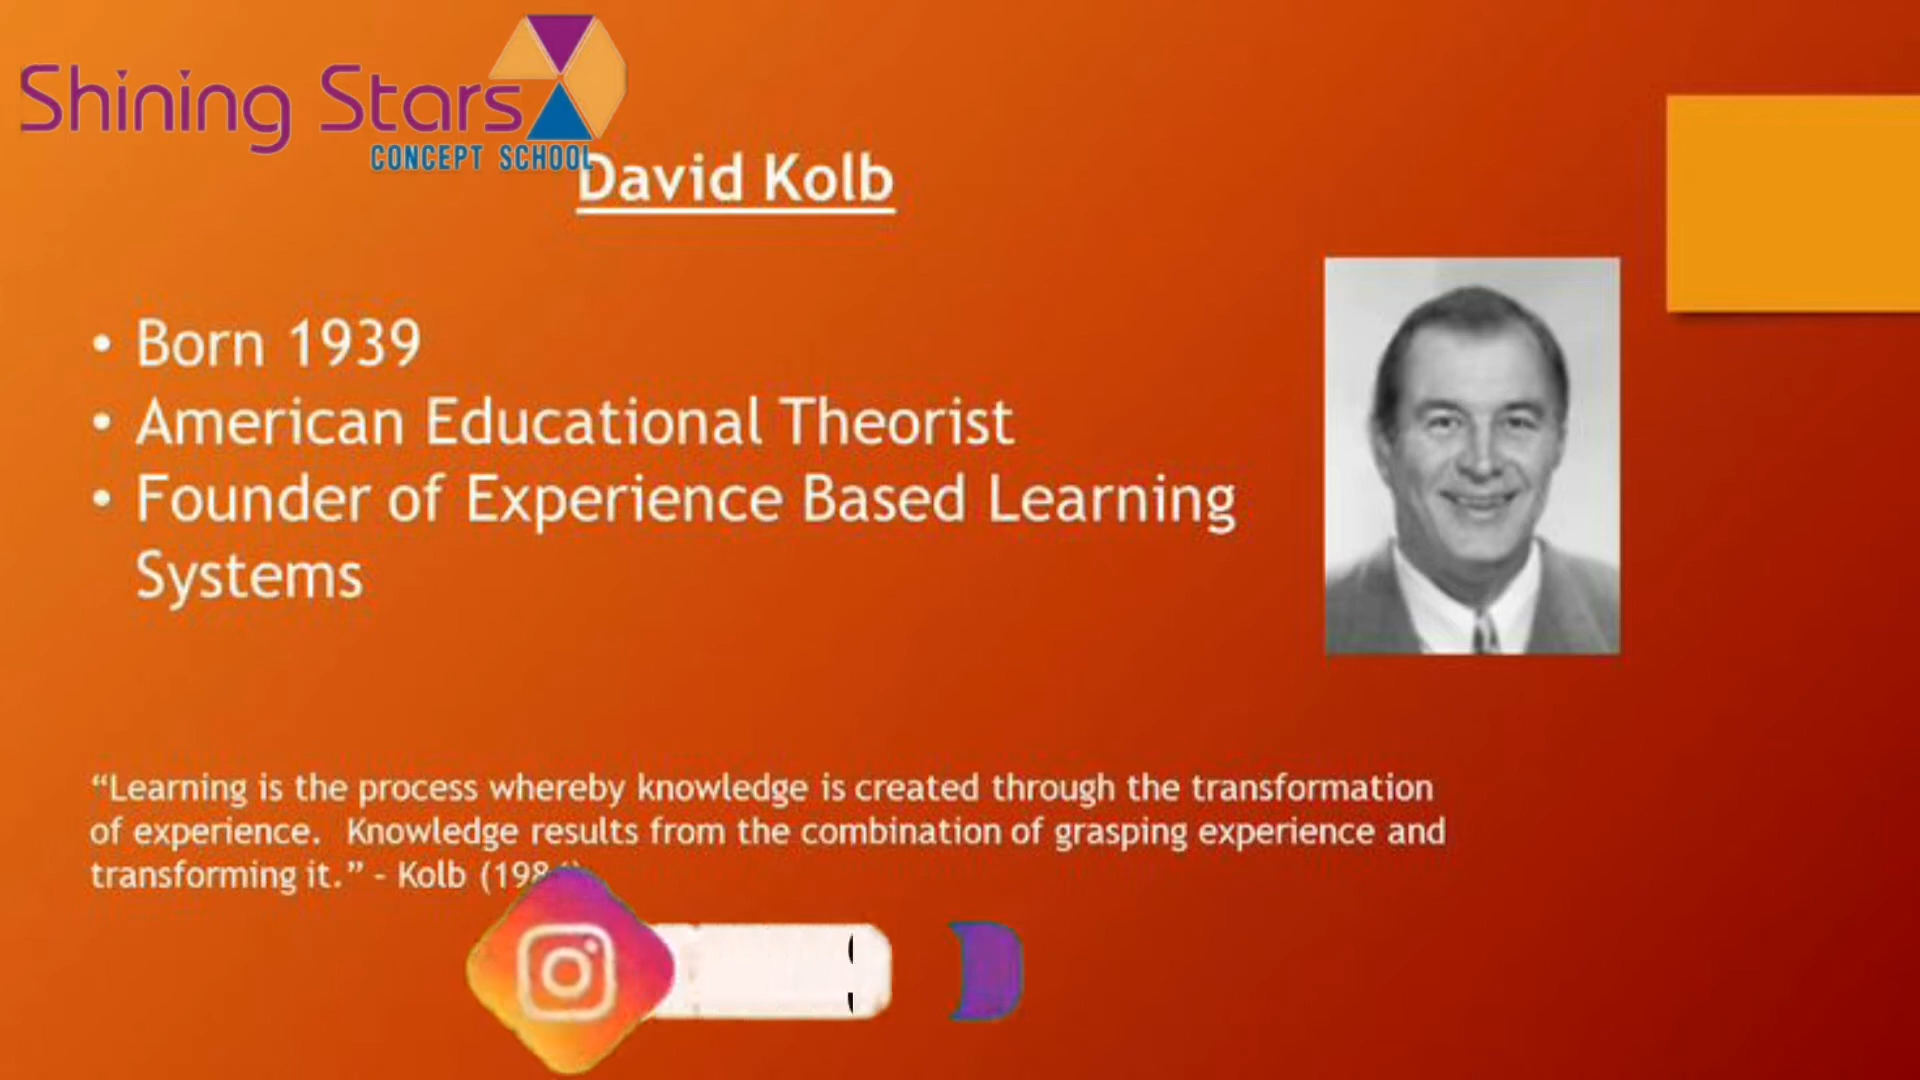 Shining Stars
CONCEPT SCHOOL
David Kolb
• Born 1939
• American Educational Theorist
• Founder of Experience Based Learning
Systems
“Learning is the process whereby knowledge is created through the transformation
of experience. Knowledge results from the combination of grasping experience and
transforming it.” - Kolb